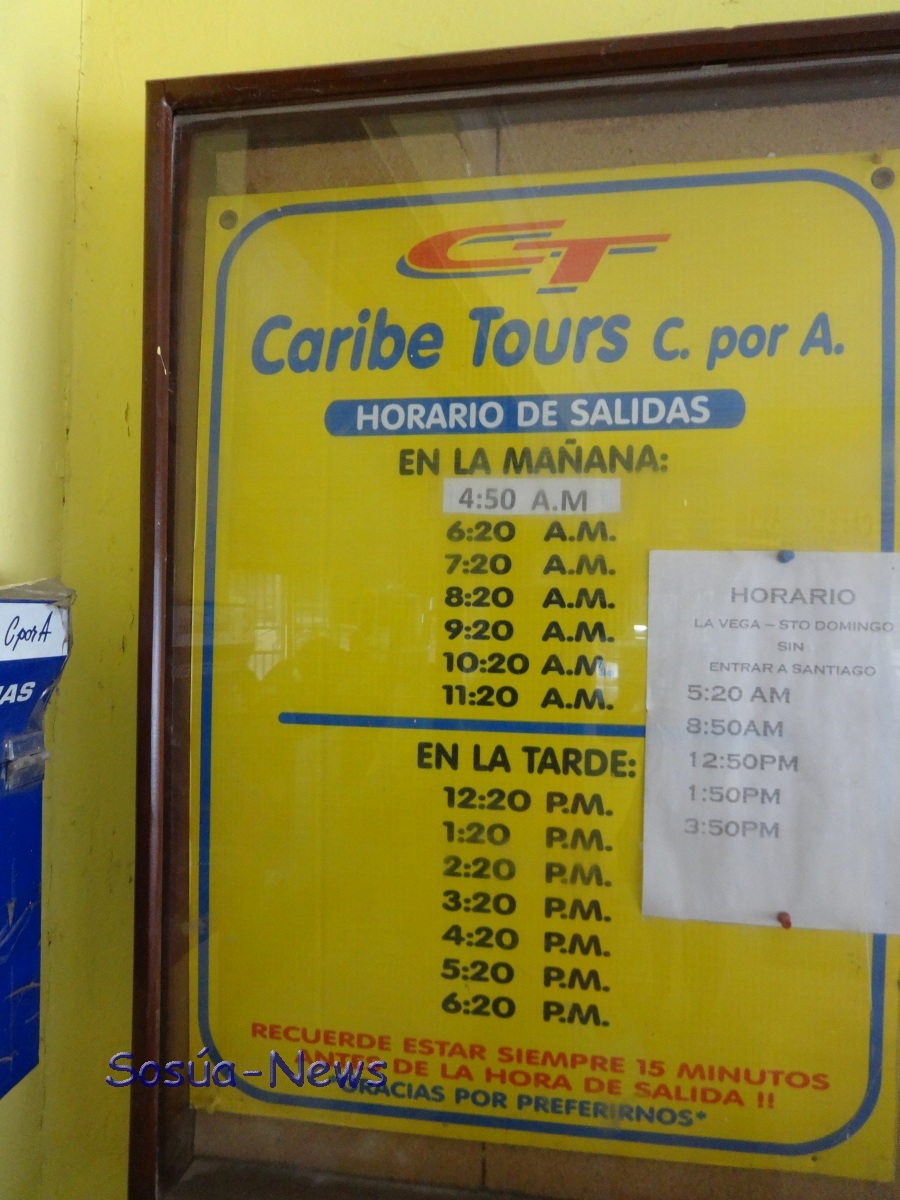 CT
Caribe Tours C. por A.
HORARIO DE SALIDAS
EN LA MAÑANA:
4:50 A.M
6:20 A.M.
7:20 A.M.
8:20 A.M.
9:20 A.M.
10:20 A.M.
11:20 A.M.
EN LA TARDE:
12:20 P.M.
1:20 P.M.
2:20 P.M.
3:20 P.M.
4:20 P.M.
5:20 P.M.
6:20 P.M.
RECUERDE ESTAR SIEMPRE 15 MINUTOS
ANTES DE LA HORA DE SALIDA !!
*GRACIAS POR PREFERIRNOS*
HORARIO
LA VEGA – STO DOMINGO
SIN
ENTRAR A SANTIAGO
5:20 AM
8:50AM
12:50PM
1:50PM
3:50PM
C por A
Sosúa-News